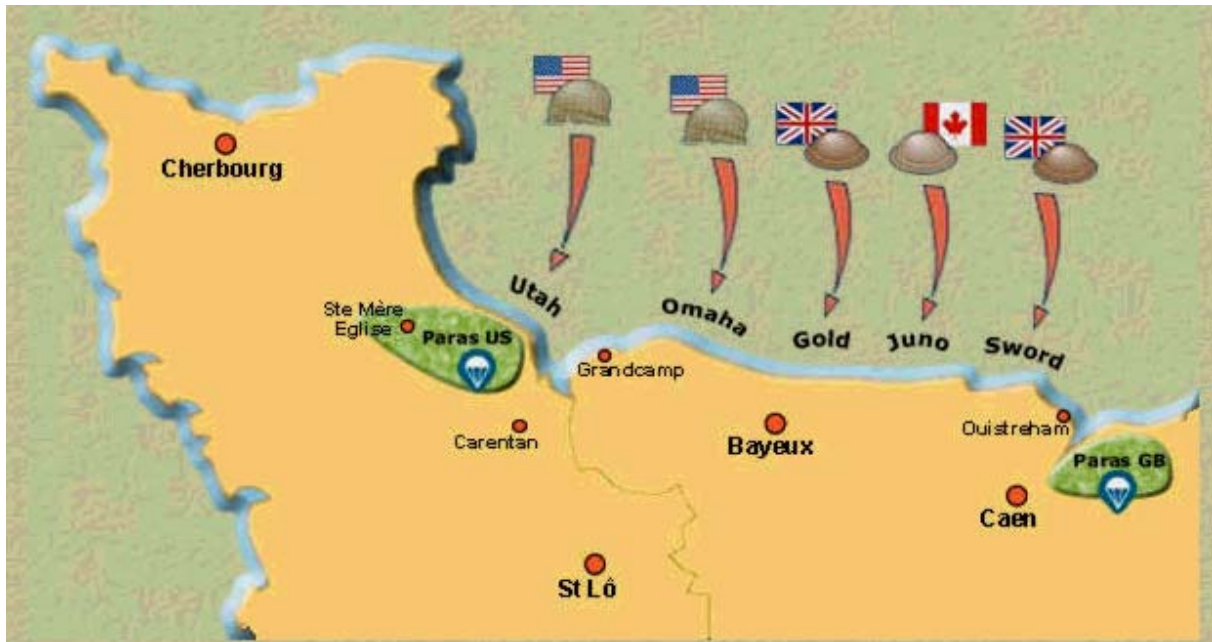 Cherbourg
Utah
Omaha
Gold
Juno
Sword
Ste Mère
Eglise
Paras US
Grandcamp
Carentan
Bayeux
Ouistreham
Paras GB
Caen
St Lô